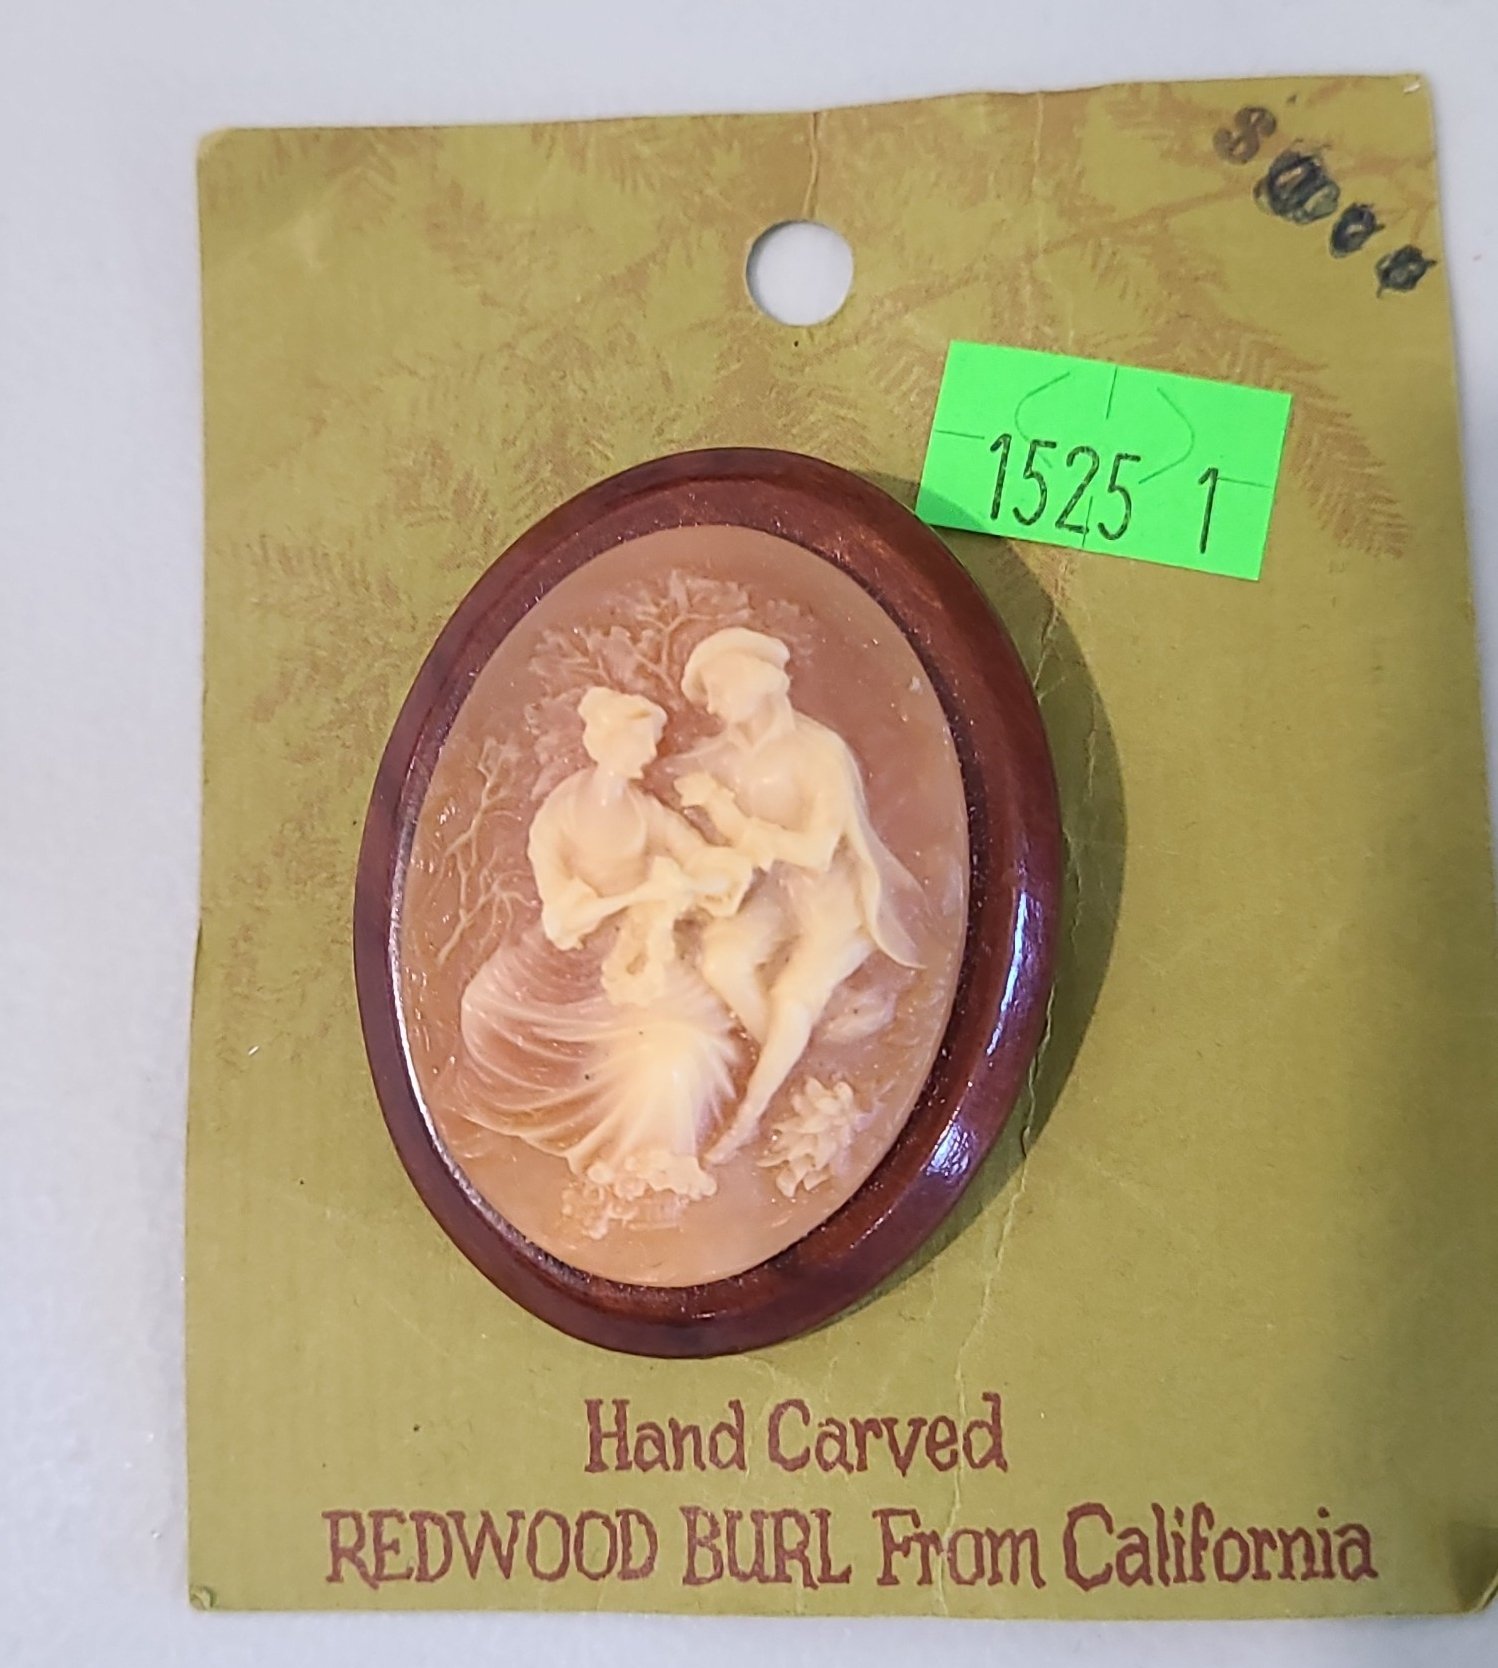 1525 1
Hand Carved
REDWOOD BURL From California